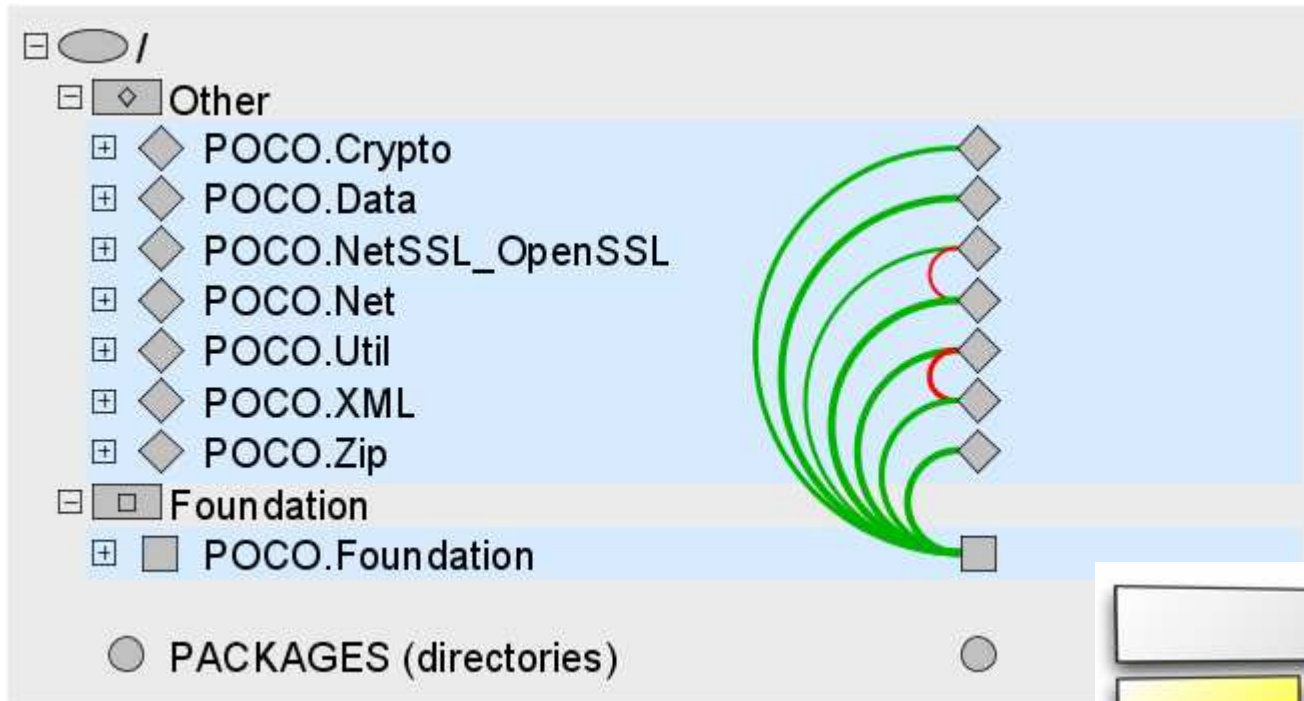 /
Other
POCO.Crypto
POCO.Data
POCO.NetSSL_OpenSSL
POCO.Net
POCO.Util
POCO.XML
POCO.Zip
Foundation
POCO.Foundation
PACKAGES (directories)